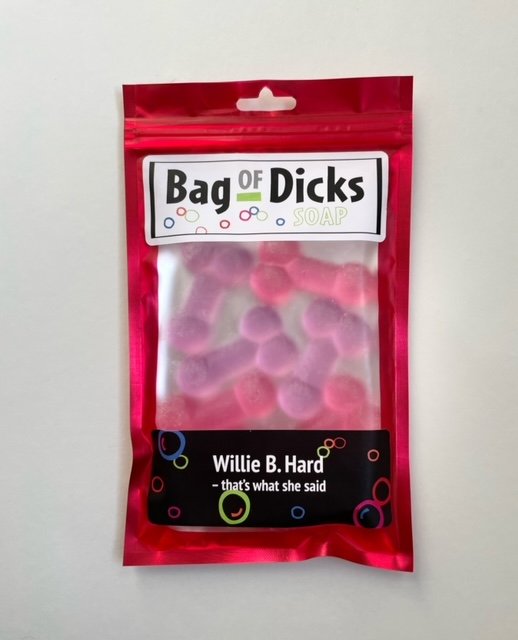 Bag OF Dicks
SOAP
Willie B. Hard
– that's what she said